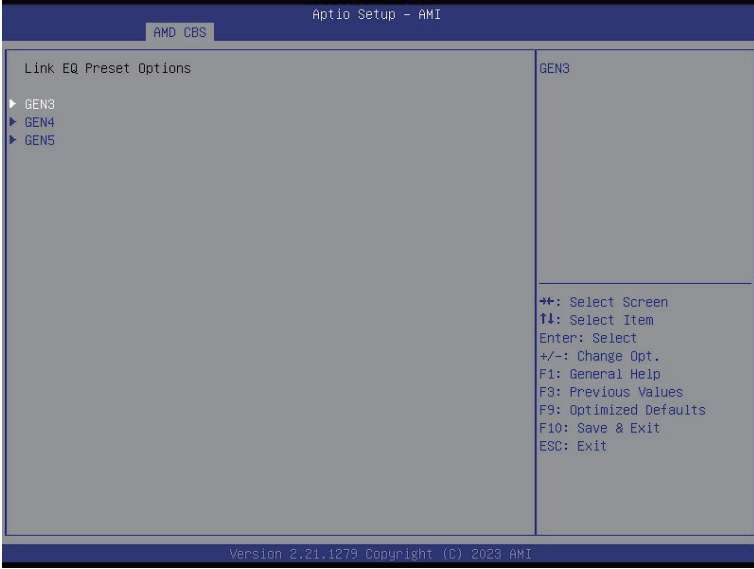 Aptio Setup – AMI
AMD CBS
Link EQ Preset Options
GEN3
GEN4
GEN5
GEN3
→←: Select Screen
↑↓: Select Item
Enter: Select
+/-: Change Opt.
F1: General Help
F3: Previous Values
F9: Optimized Defaults
F10: Save & Exit
ESC: Exit
Version 2.21.1279 Copyright (C) 2023 AMI